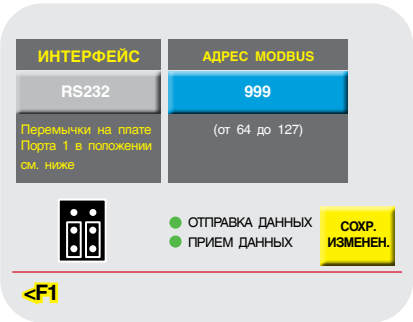 ИНТЕРФЕЙС
RS232
Перемычки на плате
Порта 1 в положении
см. ниже
АДРЕС MODBUS
999
(от 64 до 127)
ОТПРАВКА ДАННЫХ
ПРИЕМ ДАННЫХ
СОХР.
ИЗМЕНЕН.
<F1